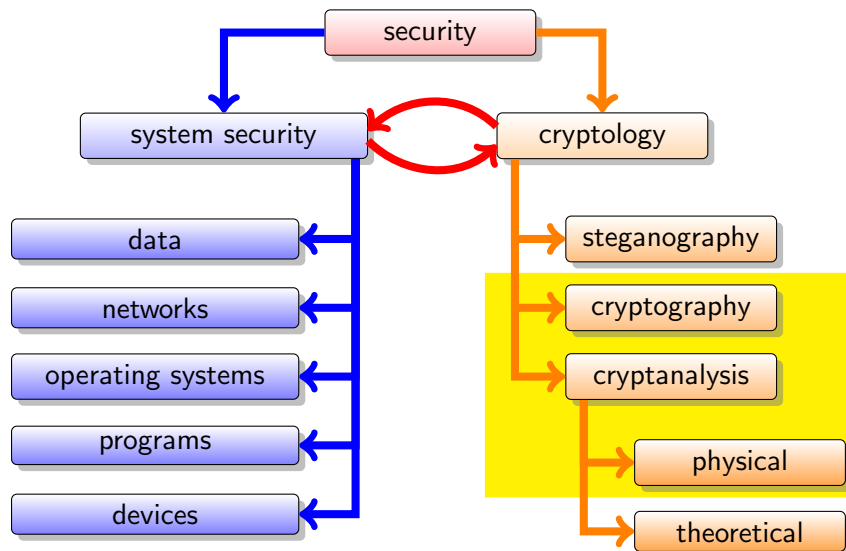 security
system security
cryptology
data
networks
operating systems
programs
devices
steganography
cryptography
cryptanalysis
physical
theoretical